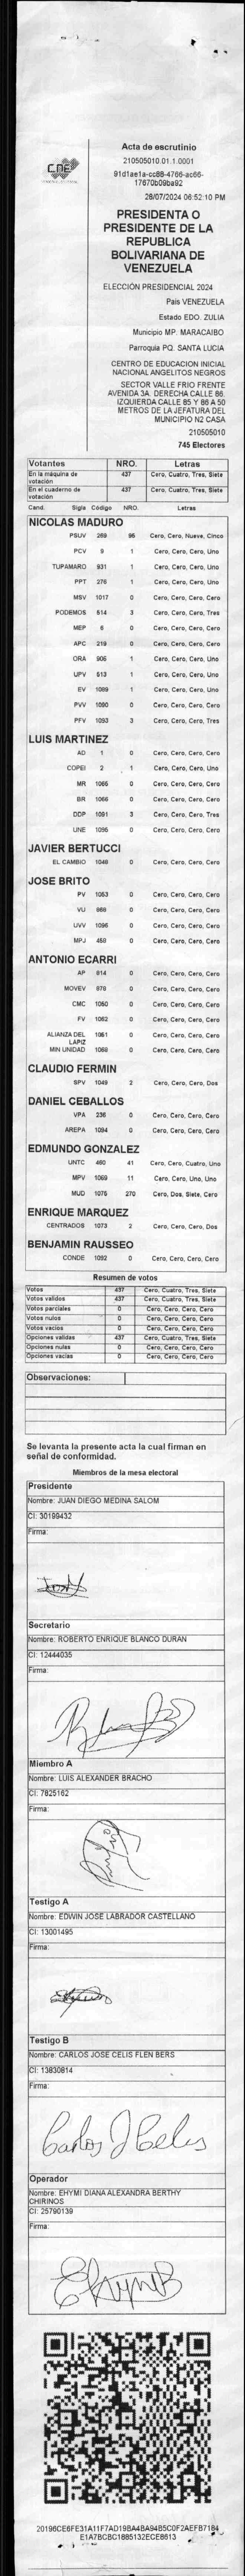 CNE
Acta de escrutinio
210505010.01.1.0001
91d1ae1a-cc88-4766-ac66-
17670b09ba92
28/07/2024 06:52:10 PM
PRESIDENTA O
PRESIDENTE DE LA
REPUBLICA
BOLIVARIANA DE
VENEZUELA
ELECCIÓN PRESIDENCIAL 2024
País VENEZUELA
Estado EDO. ZULIA
Municipio MP. MARACAIBO
Parroquia PQ. SANTA LUCIA
CENTRO DE EDUCACION INICIAL
NACIONAL ANGELITOS NEGROS
SECTOR VALLE FRIO FRENTE
AVENIDA 3A. DERECHA CALLE 86.
IZQUIERDA CALLE 85 Y 86 A 50
METROS DE LA JEFATURA DEL
MUNICIPIO N2 CASA
210505010
745 Electores
Votantes NRO. Letras
En la máquina de votación 437 Cero, Cuatro, Tres, Siete
En el cuaderno de votación 437 Cero, Cuatro, Tres, Siete
Cand. Sigla Código NRO. Letras
NICOLAS MADURO
PSUV 269 95 Cero, Cero, Nueve, Cinco
PCV 9 1 Cero, Cero, Cero, Uno
TUPAMARO 931 1 Cero, Cero, Cero, Uno
PPT 276 1 Cero, Cero, Cero, Uno
MSV 1017 0 Cero, Cero, Cero, Cero
PODEMOS 514 3 Cero, Cero, Cero, Tres
MEP 6 0 Cero, Cero, Cero, Cero
APC 219 0 Cero, Cero, Cero, Cero
ORA 905 1 Cero, Cero, Cero, Uno
UPV 513 1 Cero, Cero, Cero, Uno
EV 1089 1 Cero, Cero, Cero, Uno
PVV 1090 0 Cero, Cero, Cero, Cero
PFV 1093 3 Cero, Cero, Cero, Tres
LUIS MARTINEZ
AD 1 0 Cero, Cero, Cero, Cero
COPEI 2 1 Cero, Cero, Cero, Uno
MR 1065 0 Cero, Cero, Cero, Cero
BR 1066 0 Cero, Cero, Cero, Cero
DDP 1091 3 Cero, Cero, Cero, Tres
UNE 1095 0 Cero, Cero, Cero, Cero
JAVIER BERTUCCI
EL CAMBIO 1048 0 Cero, Cero, Cero, Cero
JOSE BRITO
PV 1053 0 Cero, Cero, Cero, Cero
VU 0 Cero, Cero, Cero, Cero
UVV 1096 0 Cero, Cero, Cero, Cero
MPJ 458 0 Cero, Cero, Cero, Cero
ANTONIO ECARRI
AP 814 0 Cero, Cero, Cero, Cero
MOVEV 978 0 Cero, Cero, Cero, Cero
CMC 1050 0 Cero, Cero, Cero, Cero
FV 1062 0 Cero, Cero, Cero, Cero
ALIANZA DEL LAPIZ 1051 0 Cero, Cero, Cero, Cero
MIN UNIDAD 1068 0 Cero, Cero, Cero, Cero
CLAUDIO FERMIN
SPV 1049 2 Cero, Cero, Cero, Dos
DANIEL CEBALLOS
VPA 236 0 Cero, Cero, Cero, Cero
AREPA 1094 0 Cero, Cero, Cero, Cero
EDMUNDO GONZALEZ
UNTC 460 41 Cero, Cero, Cuatro, Uno
MPV 1069 11 Cero, Cero, Uno, Uno
MUD 1075 270 Cero, Dos, Siete, Cero
ENRIQUE MARQUEZ
CENTRADOS 1073 2 Cero, Cero, Cero, Dos
BENJAMIN RAUSSEO
CONDE 1092 0 Cero, Cero, Cero, Cero
Resumen de votos
Votos 437 Cero, Cuatro, Tres, Siete
Votos validos 437 Cero, Cuatro, Tres, Siete
Votos parciales 0 Cero, Cero, Cero, Cero
Votos nulos 0 Cero, Cero, Cero, Cero
Votos vacios 0 Cero, Cero, Cero, Cero
Opciones validas 437 Cero, Cuatro, Tres, Siete
Opciones nulas 0 Cero, Cero, Cero, Cero
Opciones vacias 0 Cero, Cero, Cero, Cero
Observaciones:
Se levanta la presente acta la cual firman en
señal de conformidad.
Miembros de la mesa electoral
Presidente
Nombre: JUAN DIEGO MEDINA SALOM
CI: 30199432
Firma:
Secretario
Nombre: ROBERTO ENRIQUE BLANCO DURAN
CI: 12444035
Firma:
Miembro A
Nombre: LUIS ALEXANDER BRACHO
CI: 7825162
Firma:
Testigo A
Nombre: EDWIN JOSE LABRADOR CASTELLANO
CI: 13001495
Firma:
Testigo B
Nombre: CARLOS JOSE CELIS FLEN BERS
CI: 13830814
Firma:
Carlos J Celis
Operador
Nombre: EHYMI DIANA ALEXANDRA BERTHY
CHIRINOS
CI: 25790139
Firma:
20196CE6FE31A11F7AD19BA4BA94B5C0F2AEFB7184
E1A7BCBC1885132ECE8613